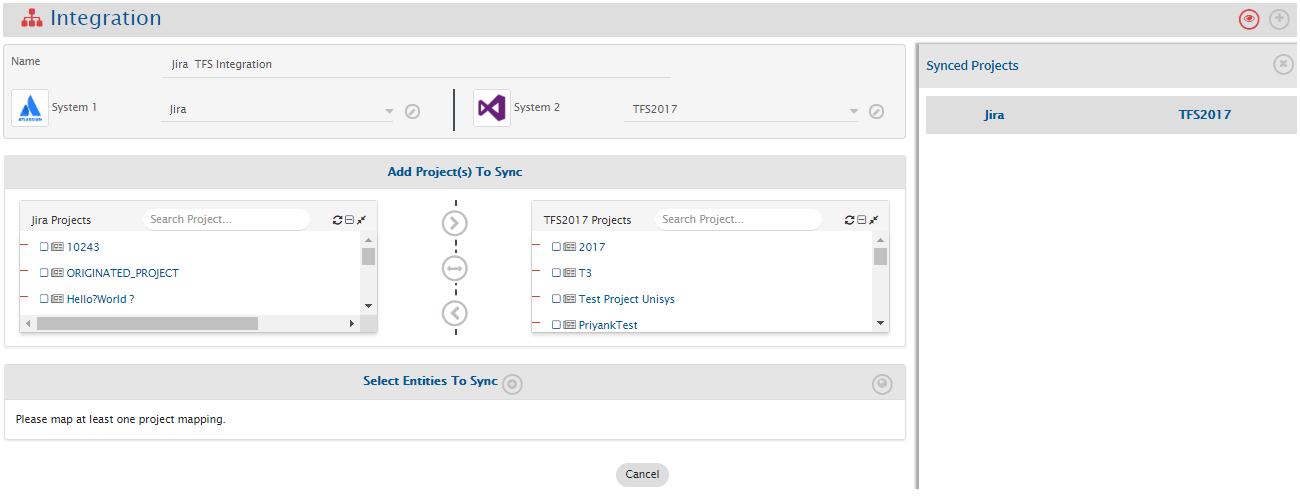 Integration
Name
Jira  TFS Integration
ATLASSIAN
System 1
Jira
System 2
TFS2017
Add Project(s) To Sync
Jira Projects
Search Project...
10243
ORIGINATED_PROJECT
Hello?World ?
TFS2017 Projects
Search Project...
2017
T3
Test Project Unisys
PriyankTest
Select Entities To Sync
Please map at least one project mapping.
Cancel
Synced Projects
Jira
TFS2017